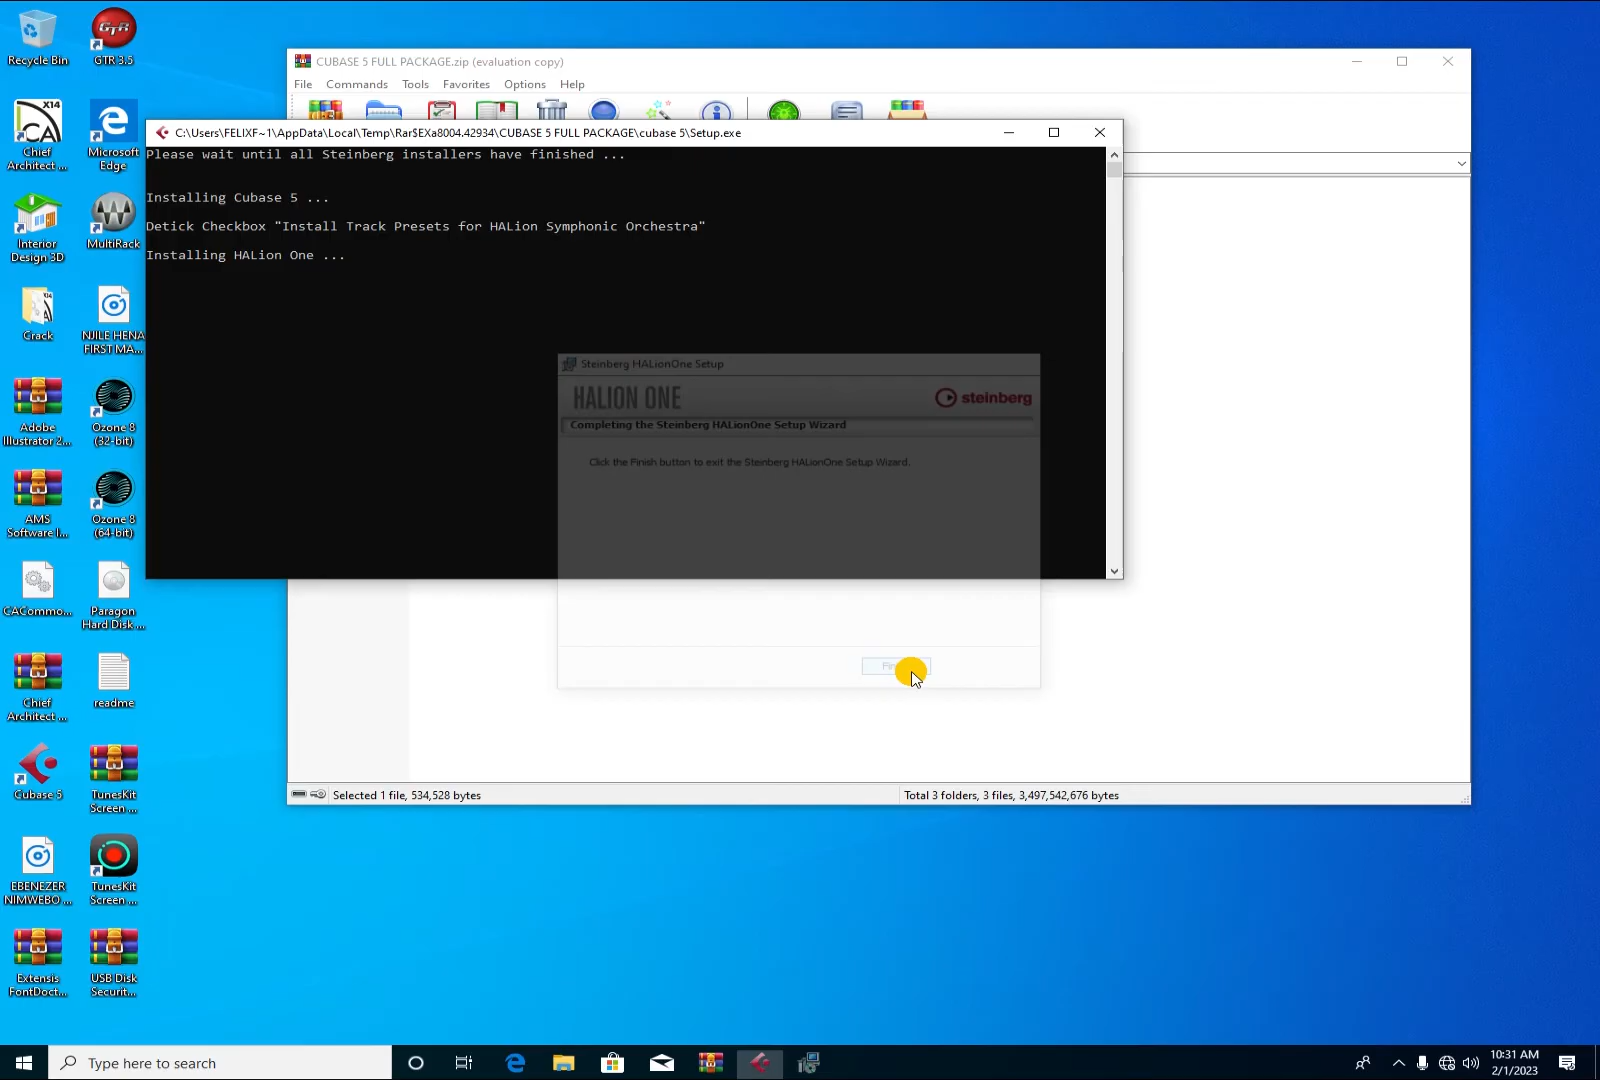 Recycle Bin
GTR 3.5
Chief
Architect ...
Microsoft
Edge
Interior
Design 3D
MultiRack
Crack
NJILE HENA
FIRST MA...
Adobe
Illustrator 2...
Ozone 8
(32-bit)
AMS
Software I...
Ozone 8
(64-bit)
CACommo...
Paragon
Hard Disk ...
Chief
Architect ...
readme
Cubase 5
TunesKit
Screen ...
EBENEZER
NIMWEBO ...
TunesKit
Screen ...
Extensis
FontDoct...
USB Disk
Securit...
CUBASE 5 FULL PACKAGE.zip (evaluation copy)
File Commands Tools Favorites Options Help
C:\Users\FELIXF~1\AppData\Local\Temp\Rar$EXa8004.42934\CUBASE 5 FULL PACKAGE\cubase 5\Setup.exe
Please wait until all Steinberg installers have finished ...
Installing Cubase 5 ...
Detick Checkbox "Install Track Presets for HALion Symphonic Orchestra"
Installing HALion One ...
Steinberg HALionOne Setup
HALION ONE
steinberg
Completing the Steinberg HALionOne Setup Wizard
Click the Finish button to exit the Steinberg HALionOne Setup Wizard.
Selected 1 file, 534,528 bytes
Total 3 folders, 3 files, 3,497,542,676 bytes
Type here to search
10:31 AM
2/1/2023